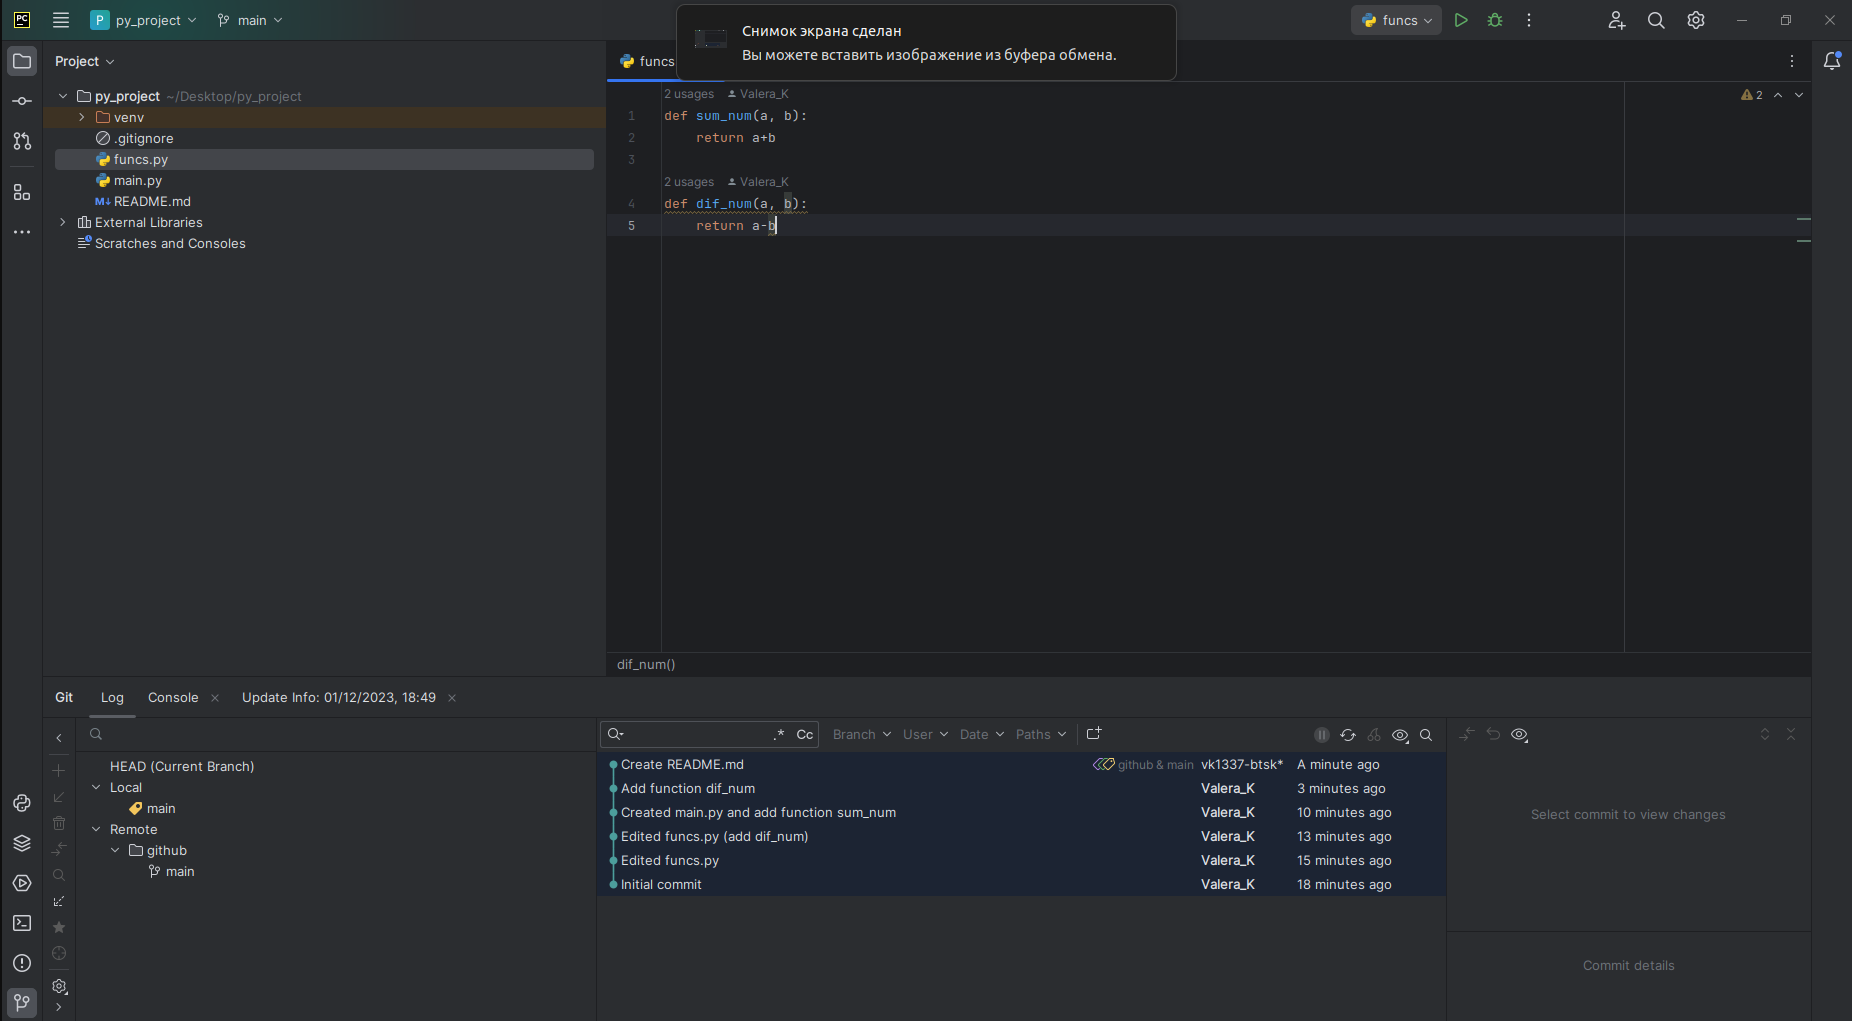 PC
P py_project main
Снимок экрана сделан
Вы можете вставить изображение из буфера обмена.
funcs
Project
funcs
py_project ~/Desktop/py_project
venv
.gitignore
funcs.py
main.py
M↓ README.md
External Libraries
Scratches and Consoles
2 usages Valera_K
2
1 def sum_num(a, b):
2 return a+b
3
2 usages Valera_K
4 def dif_num(a, b):
5 return a-b
dif_num()
Git Log Console Update Info: 01/12/2023, 18:49
.* Cc Branch User Date Paths
HEAD (Current Branch)
Local
main
Remote
github
main
Create README.md github & main vk1337-btsk* A minute ago
Add function dif_num Valera_K 3 minutes ago
Created main.py and add function sum_num Valera_K 10 minutes ago
Edited funcs.py (add dif_num) Valera_K 13 minutes ago
Edited funcs.py Valera_K 15 minutes ago
Initial commit Valera_K 18 minutes ago
Select commit to view changes
Commit details